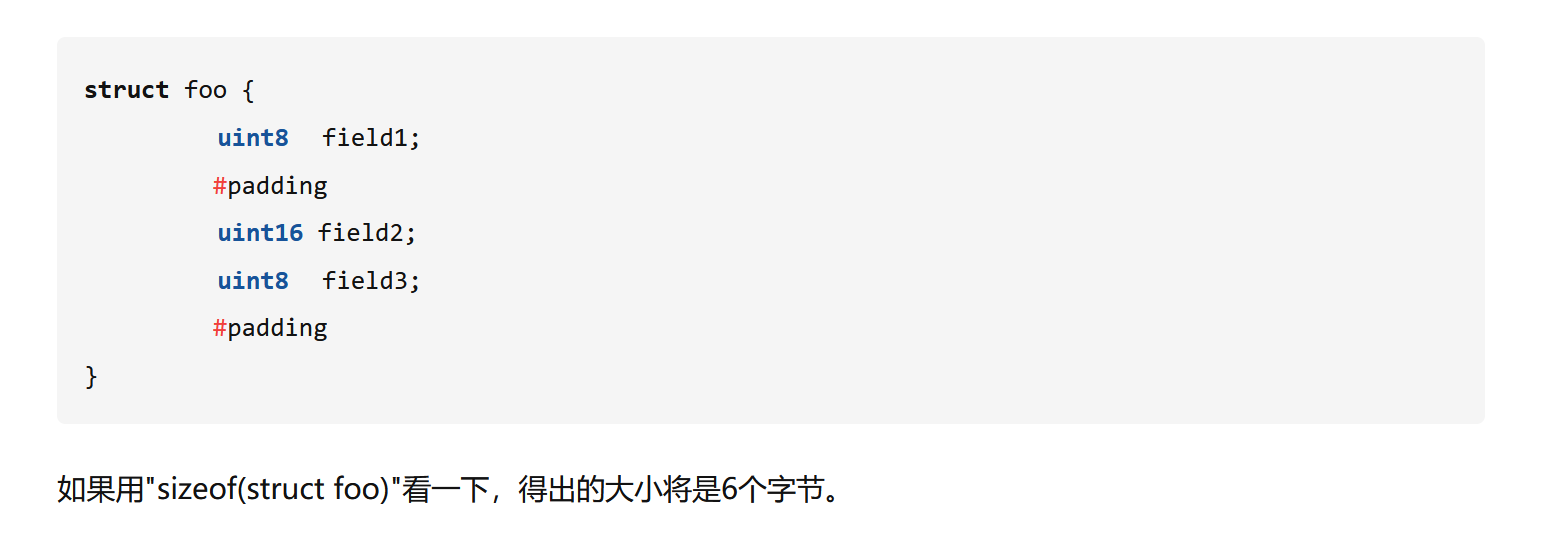 struct foo {
uint8 field1;
#padding
uint16 field2;
uint8 field3;
#padding
}
如果用"sizeof(struct foo)"看一下，得出的大小将是6个字节。